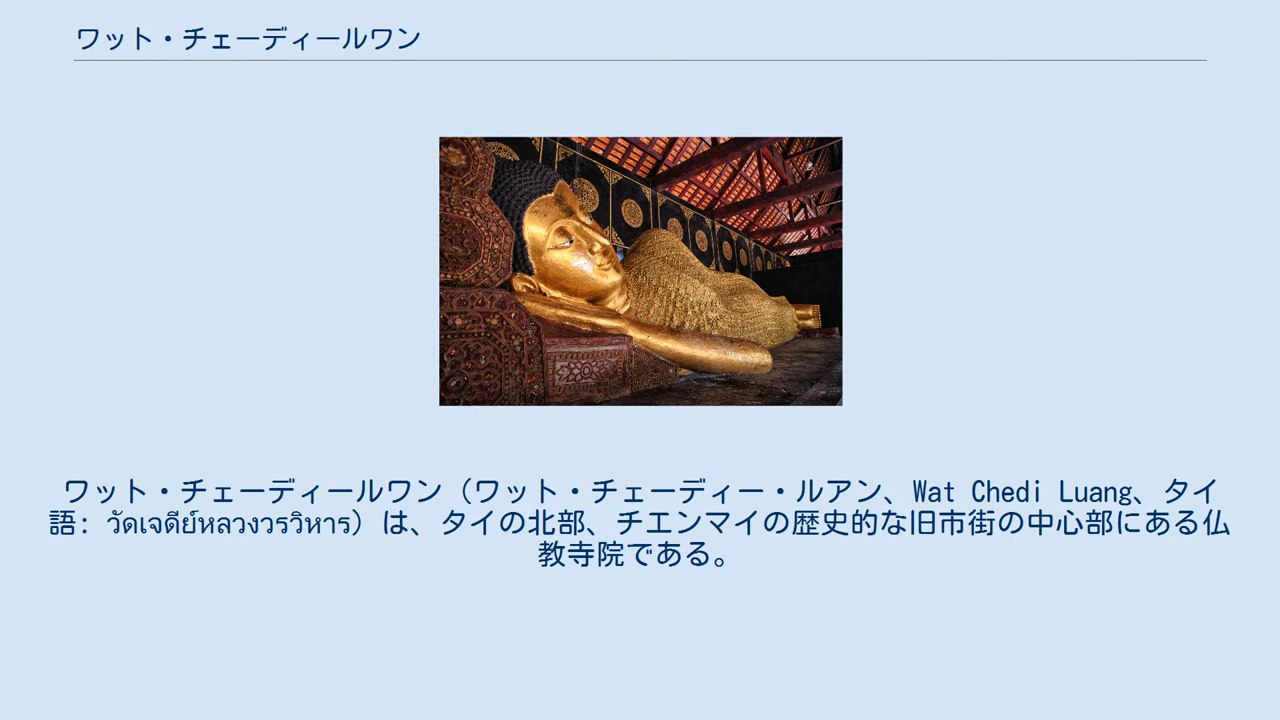 ワット・チェーディールワン
ワット・チェーディールワン（ワット・チェーディー・ルアン、Wat Chedi Luang、タイ
語: วัดเจดีย์หลวงวรวิหาร）は、タイの北部、チエンマイの歴史的な旧市街の中心部にある仏
教寺院である。